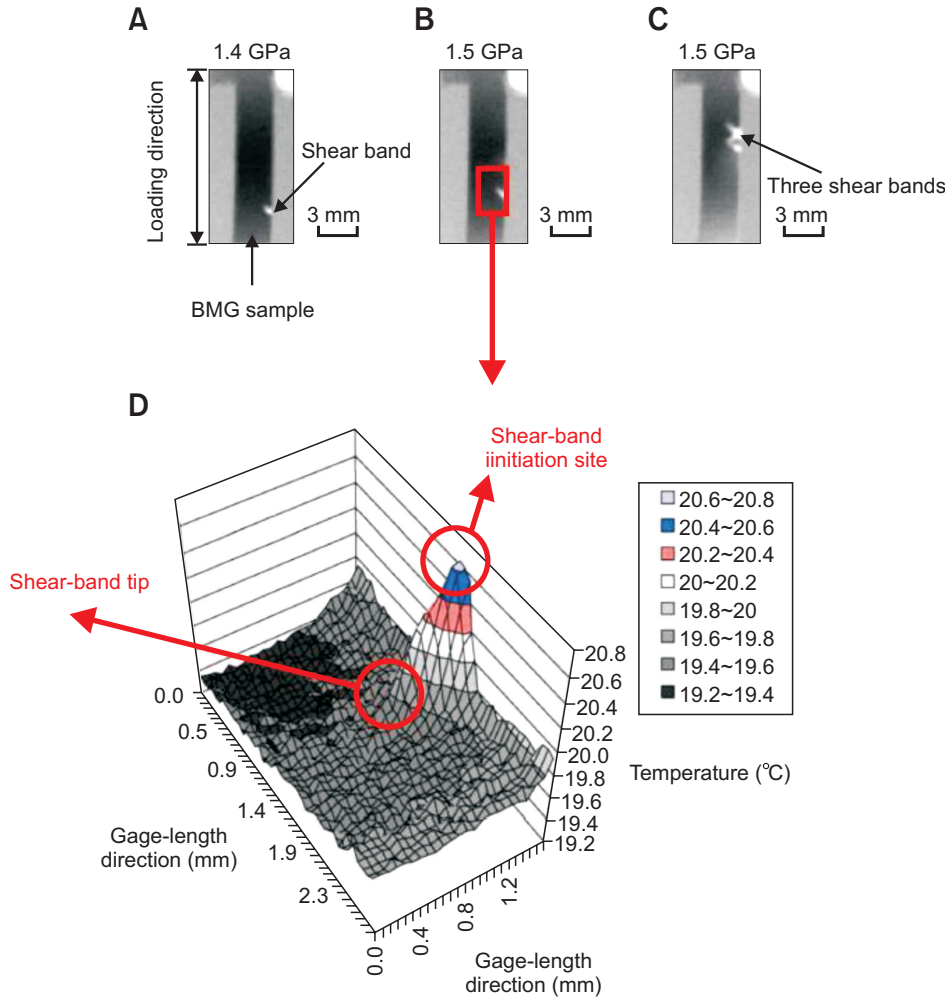 A
B
C
1.4 GPa
1.5 GPa
1.5 GPa
Loading direction
Shear band
3 mm
3 mm
3 mm
Three shear bands
BMG sample
D
Shear-band
iinitiation site
Shear-band tip
20.6~20.8
20.4~20.6
20.2~20.4
20~20.2
19.8~20
19.6~19.8
19.4~19.6
19.2~19.4
20.8
20.6
20.4
20.2
20.0
19.8
19.6
19.4
19.2
Temperature (℃)
0.0
0.5
0.9
1.4
1.9
2.3
Gage-length
direction (mm)
0.0
0.4
0.8
1.2
Gage-length
direction (mm)